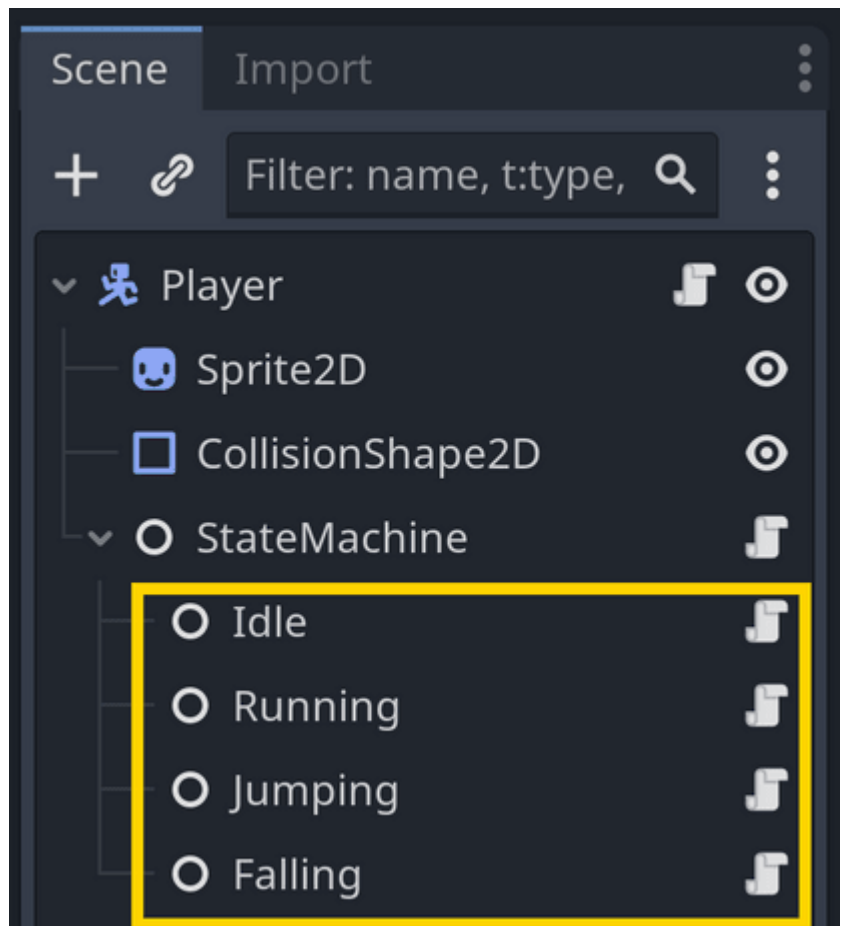 Scene Import
Filter: name, t:type,
Player
Sprite2D
CollisionShape2D
StateMachine
Idle
Running
Jumping
Falling